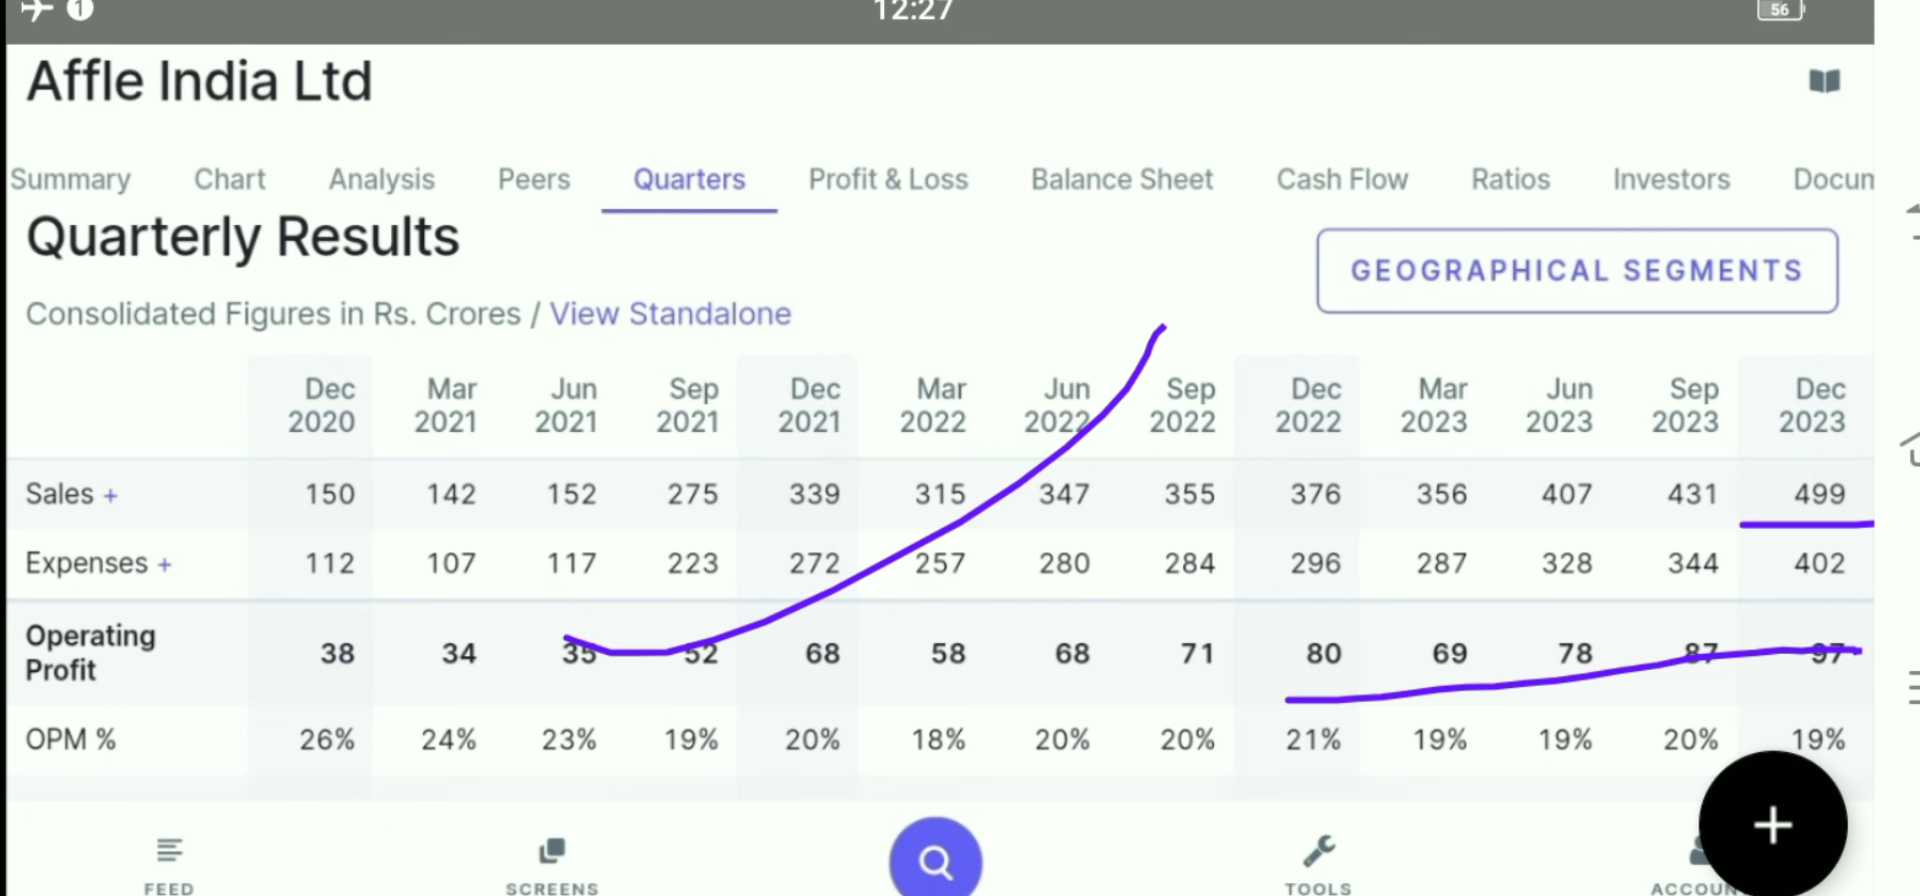 1 12:27 56
Affle India Ltd
Summary Chart Analysis Peers Quarters Profit & Loss Balance Sheet Cash Flow Ratios Investors Docum
Quarterly Results
GEOGRAPHICAL SEGMENTS
Consolidated Figures in Rs. Crores / View Standalone
Dec Mar Jun Sep Dec Mar Jun Sep Dec Mar Jun Sep Dec
2020 2021 2021 2021 2021 2022 2022 2022 2022 2023 2023 2023 2023
Sales + 150 142 152 275 339 315 347 355 376 356 407 431 499
Expenses + 112 107 117 223 272 257 280 284 296 287 328 344 402
Operating
Profit 38 34 35 52 68 58 68 71 80 69 78 87 97
OPM % 26% 24% 23% 19% 20% 18% 20% 20% 21% 19% 19% 20% 19%
+
FEED SCREENS TOOLS ACCOUN